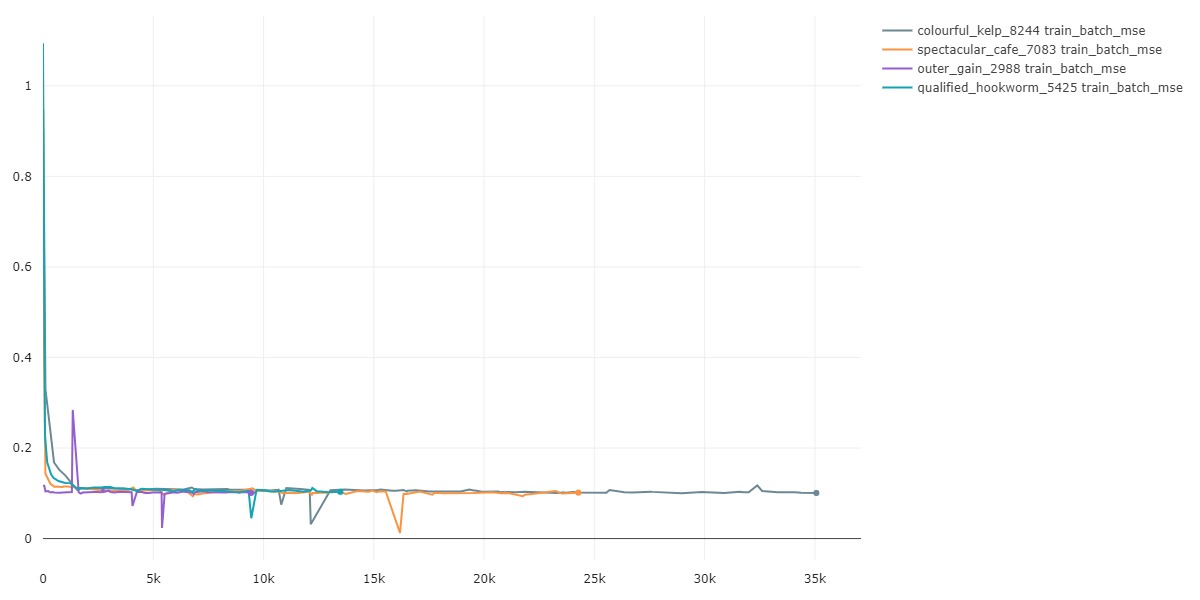 colourful_kelp_8244 train_batch_mse
spectacular_cafe_7083 train_batch_mse
outer_gain_2988 train_batch_mse
qualified_hookworm_5425 train_batch_mse
1
0.8
0.6
0.4
0.2
0
0 5k 10k 15k 20k 25k 30k 35k